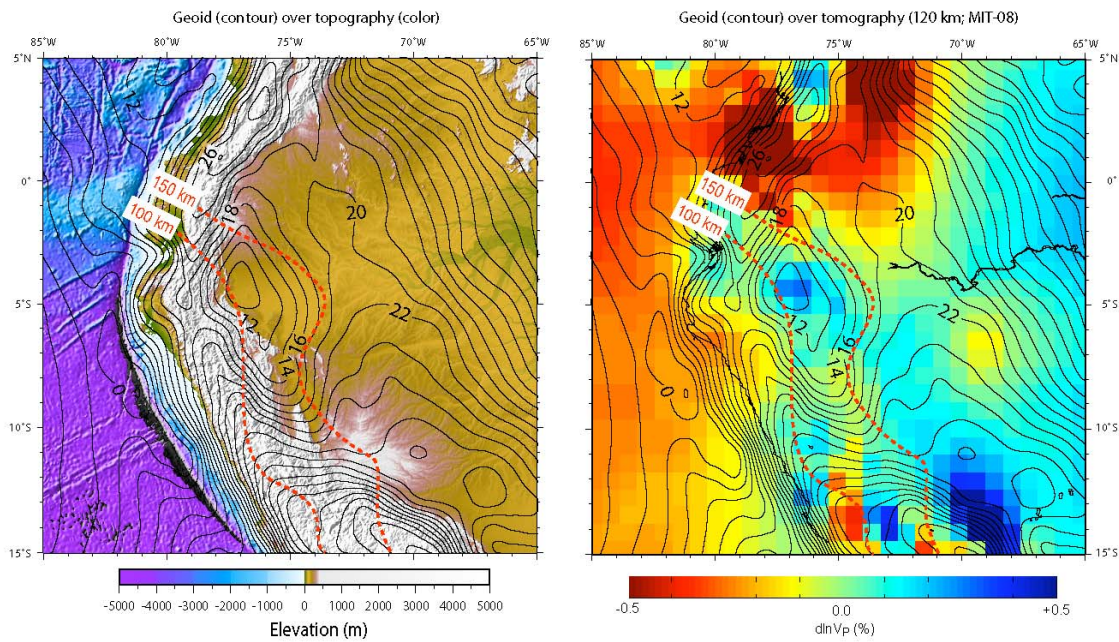 Geoid (contour) over topography (color)
85°W 80°W 75°W 70°W 65°W
5°N
0°
5°S
10°S
15°S
12
26
150 km
100 km
18
20
22
12
16
14
0
-5000 -4000 -3000 -2000 -1000 0 1000 2000 3000 4000 5000
Elevation (m)
Geoid (contour) over tomography (120 km; MIT-08)
85°W 80°W 75°W 70°W 65°W
5°N
0°
5°S
10°S
15°S
12
26
150 km
100 km
18
20
22
12
16
14
0
-0.5 0.0 +0.5
dlnVP (%)